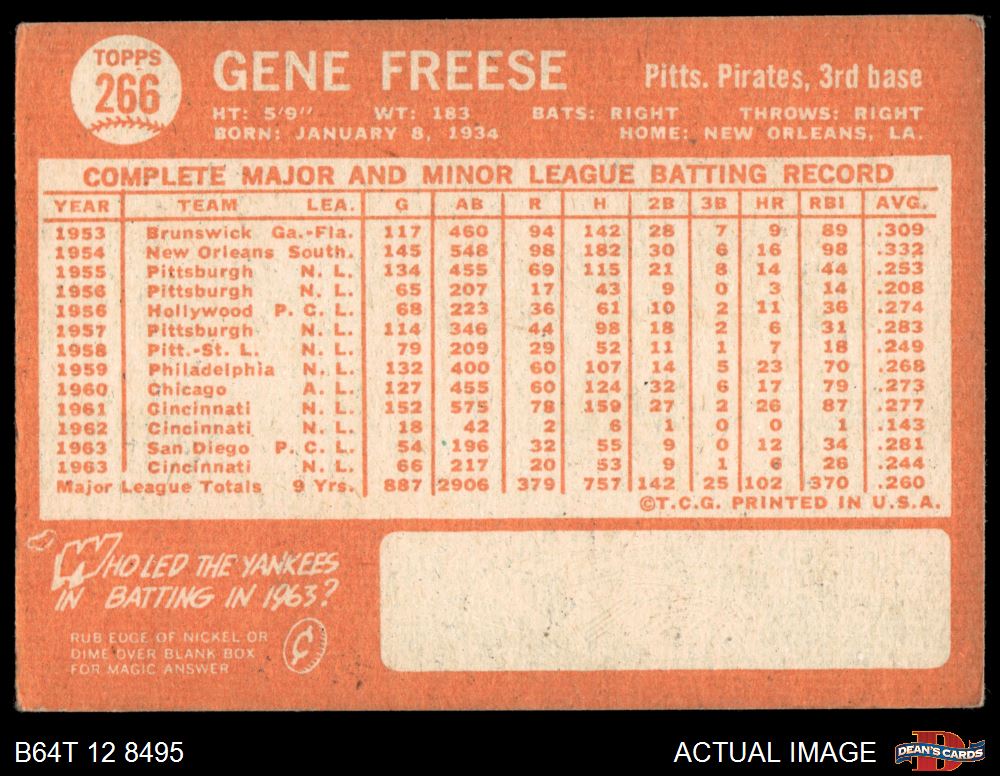 TOPPS
266
GENE FREESE
Pitts. Pirates, 3rd base
HT: 5'9" WT: 183 BATS: RIGHT THROWS: RIGHT
BORN: JANUARY 8, 1934 HOME: NEW ORLEANS, LA.
COMPLETE MAJOR AND MINOR LEAGUE BATTING RECORD
YEAR TEAM LEA. G AB R H 2B 3B HR RBI AVG.
1953 Brunswick Ga.-Fla. 117 460 94 142 28 7 9 89 .309
1954 New Orleans South. 145 548 98 182 30 6 16 98 .332
1955 Pittsburgh N. L. 134 455 69 115 21 8 14 44 .253
1956 Pittsburgh N. L. 65 207 17 43 9 0 3 14 .208
1956 Hollywood P. C. L. 68 223 36 61 10 2 11 36 .274
1957 Pittsburgh N. L. 114 346 44 98 18 2 6 31 .283
1958 Pitt.-St. L. N. L. 79 209 29 52 11 1 7 18 .249
1959 Philadelphia N. L. 132 400 60 107 14 5 23 70 .268
1960 Chicago A. L. 127 455 60 124 32 6 17 79 .273
1961 Cincinnati N. L. 152 575 78 159 27 2 26 87 .277
1962 Cincinnati N. L. 18 42 2 6 1 0 0 1 .143
1963 San Diego P. C. L. 54 196 32 55 9 0 12 34 .281
1963 Cincinnati N. L. 66 217 20 53 9 1 6 26 .244
Major League Totals 9 Yrs. 887 2906 379 757 142 25 102 370 .260
©T.C.G. PRINTED IN U.S.A.
WHO LED THE YANKEES
IN BATTING IN 1963?
RUB EDGE OF NICKEL OR
DIME OVER BLANK BOX
FOR MAGIC ANSWER
¢
B64T 12 8495
ACTUAL IMAGE
D
DEAN'S CARDS